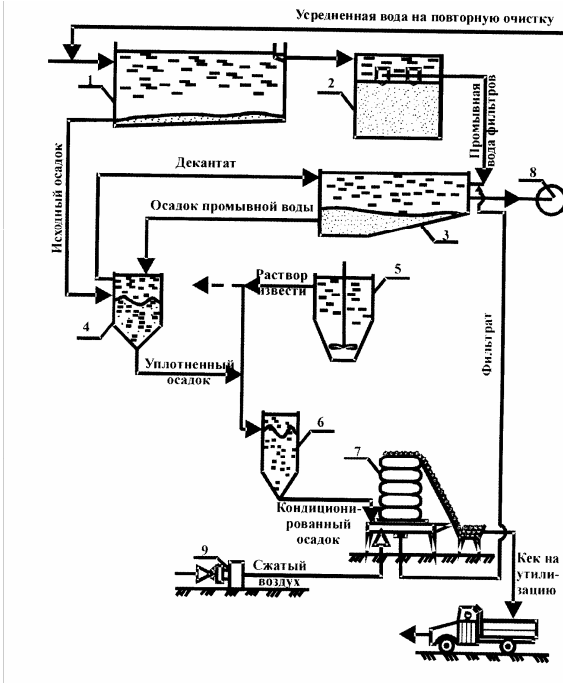 Усредненная вода на повторную очистку
1
2
Промывная
вода фильтров
Исходный осадок
Декантат
8
Осадок промывной воды
3
Раствор
извести
5
4
Уплотненный
осадок
Фильтрат
6
7
Кондициони-
рованный
осадок
9
Сжатый
воздух
Кек на
утили-
зацию